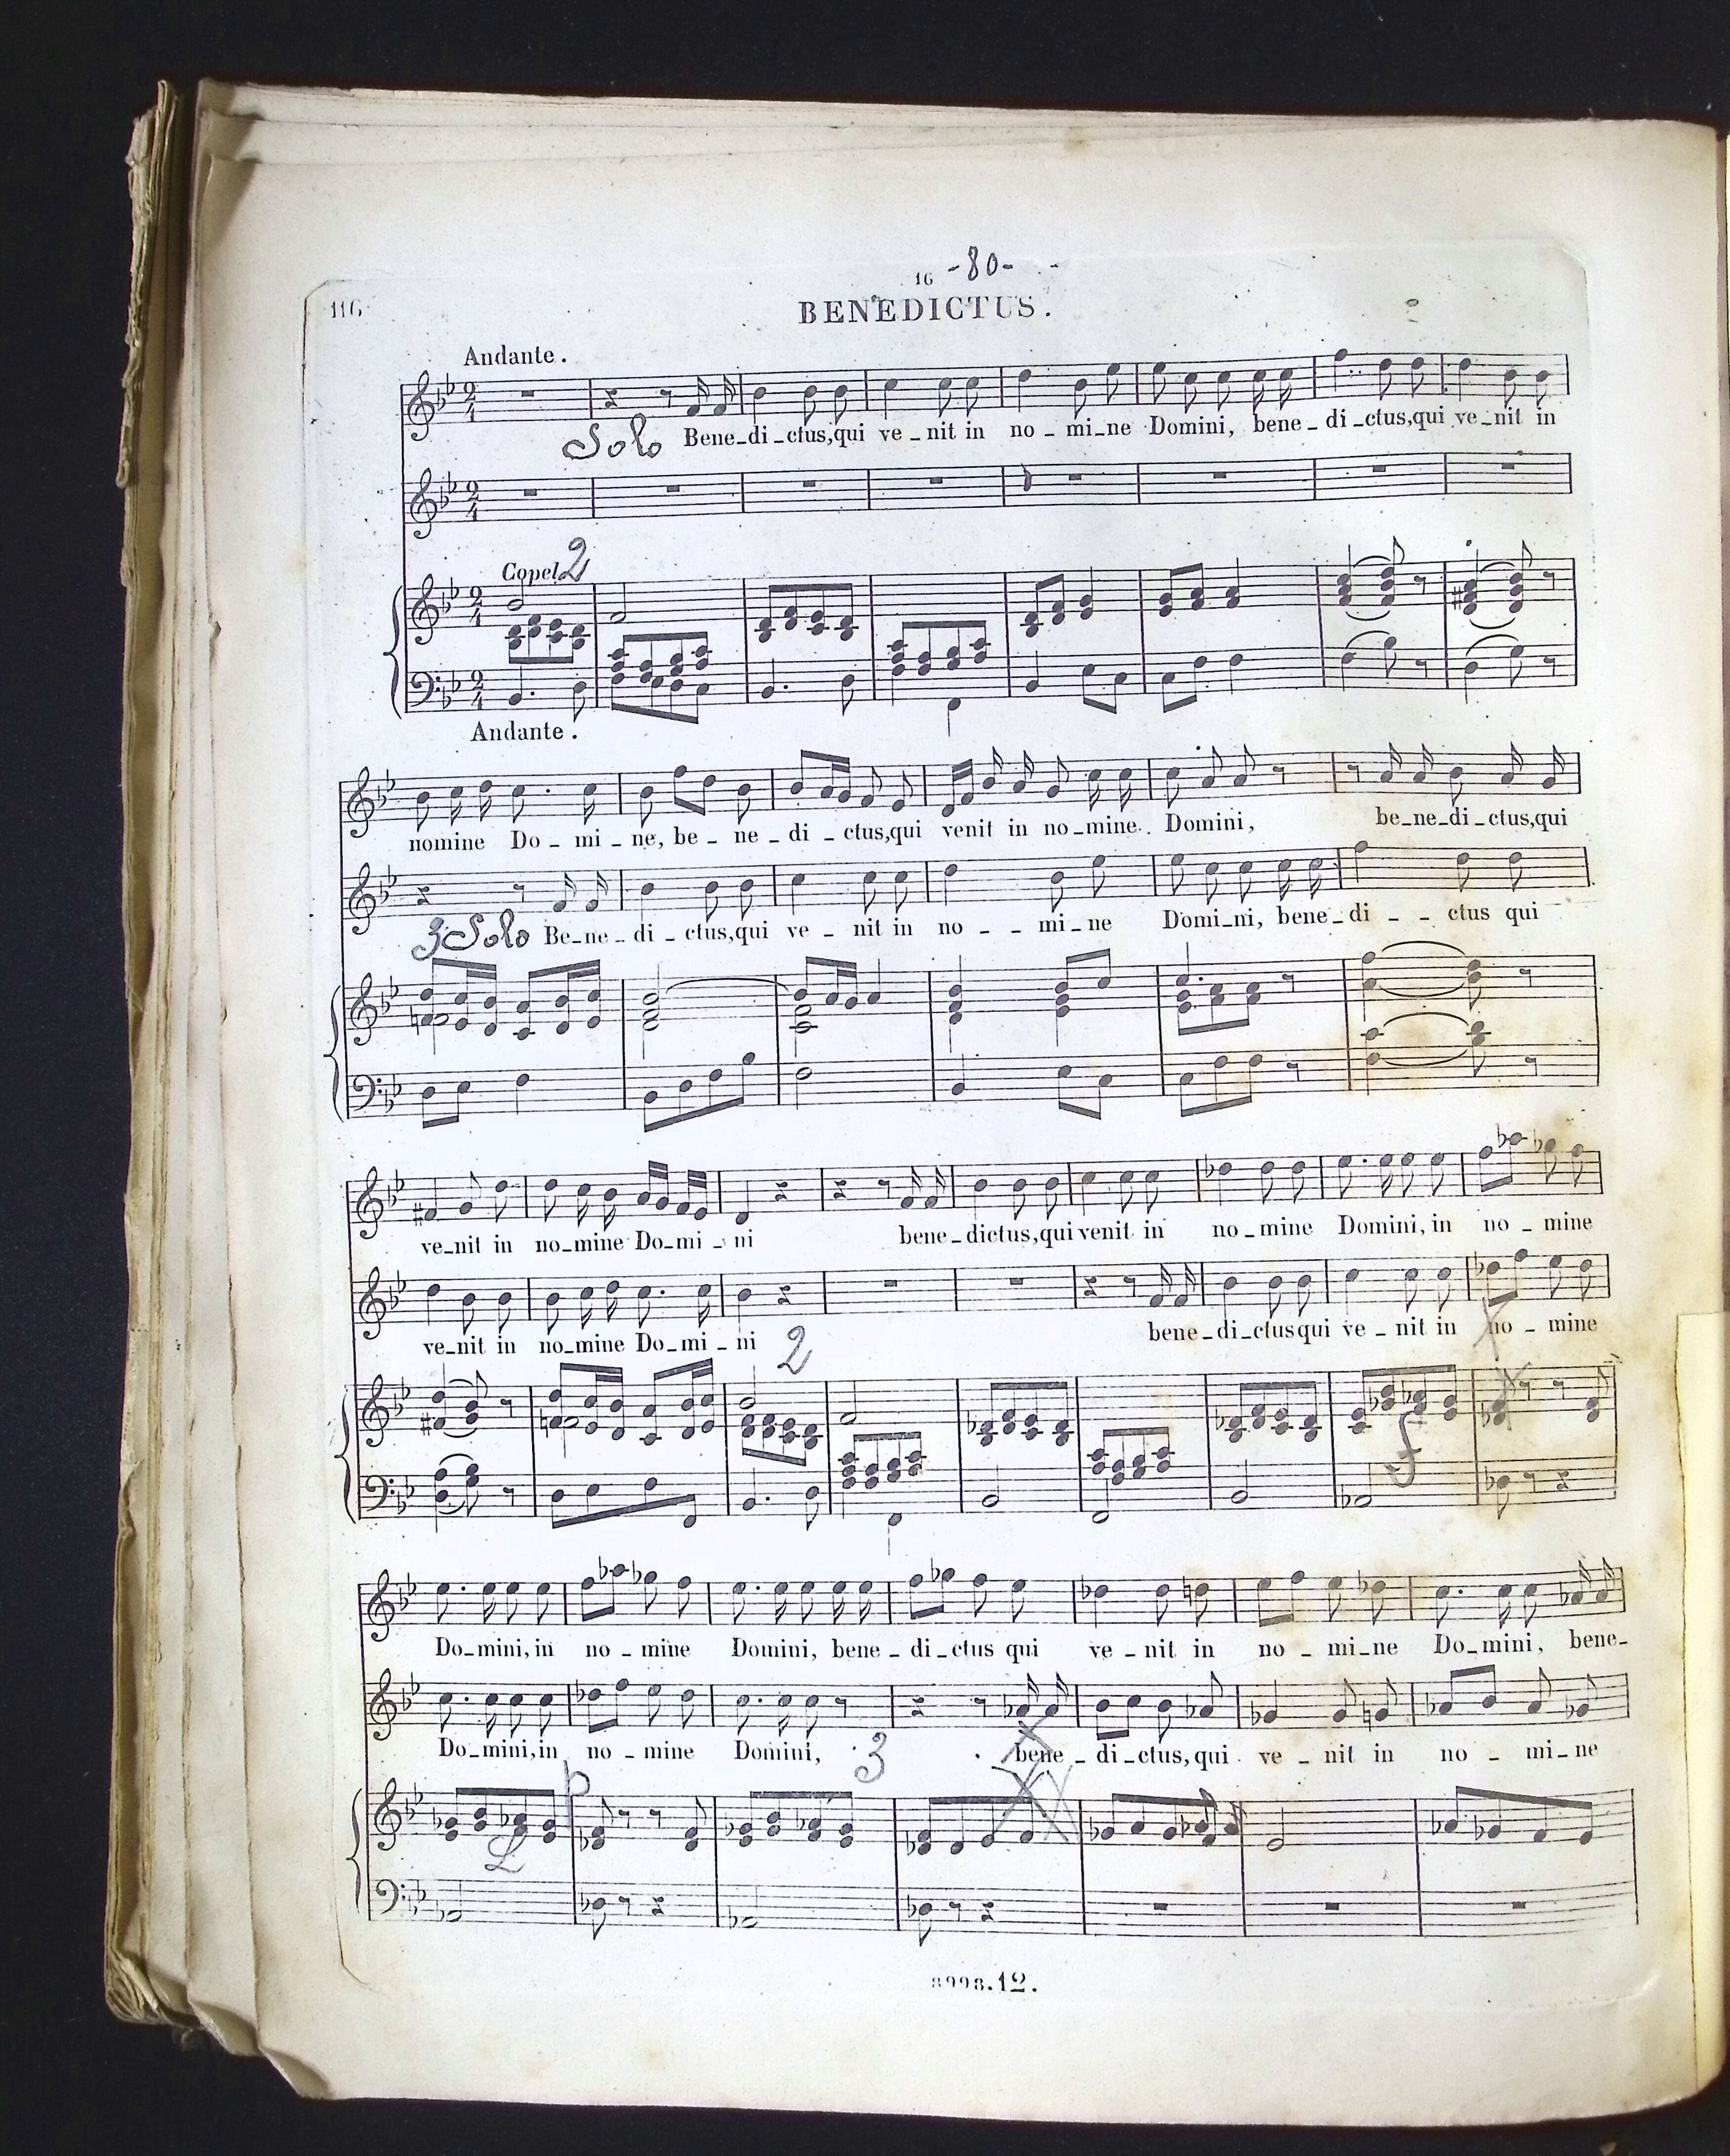 16 -80-
116
BENEDICTUS.
Andante.
Solo Bene_di_ctus,qui ve_nit in no_mi_ne Domini, bene_di_ctus,qui ve_nit in
Copel. 2
Andante.
nomine Do_mi_ne, be_ne_di_ctus,qui venit in no_mine. Domini, be_ne_di_ctus,qui
3 Solo Be_ne_di_ctus,qui ve_nit in no__mi_ne Domi_ni, bene_di__ctus qui
ve_nit in no_mine Do_mi_ni bene_dictus,qui venit in no_mine Domini, in no_mine
ve_nit in no_mine Do_mi_ni 2 bene_di_ctus qui ve_nit in no_mine
f
Do_mini, in no_mine Domini, bene_di_ctus qui ve_nit in no_mi_ne Do_mini, bene_
Do_mini, in no_mine Domini, 3 bene_di_ctus, qui ve_nit in no_mi_ne
p
8998.12.